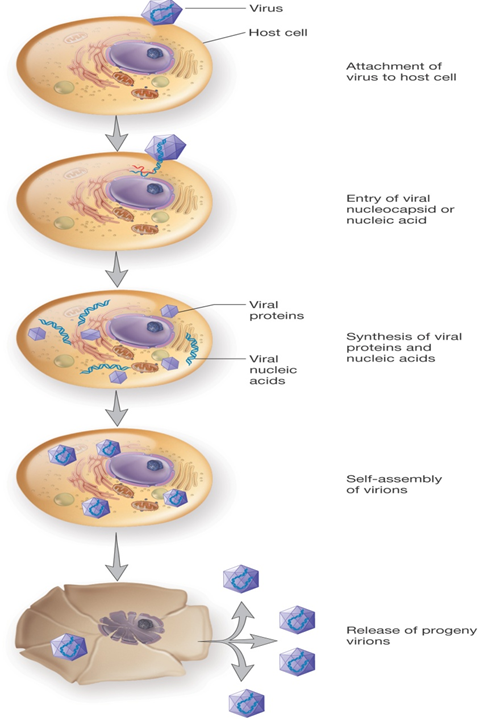 Virus
Host cell
Attachment of
virus to host cell
Entry of viral
nucleocapsid or
nucleic acid
Viral
proteins
Synthesis of viral
proteins and
nucleic acids
Viral
nucleic
acids
Self-assembly
of virions
Release of progeny
virions